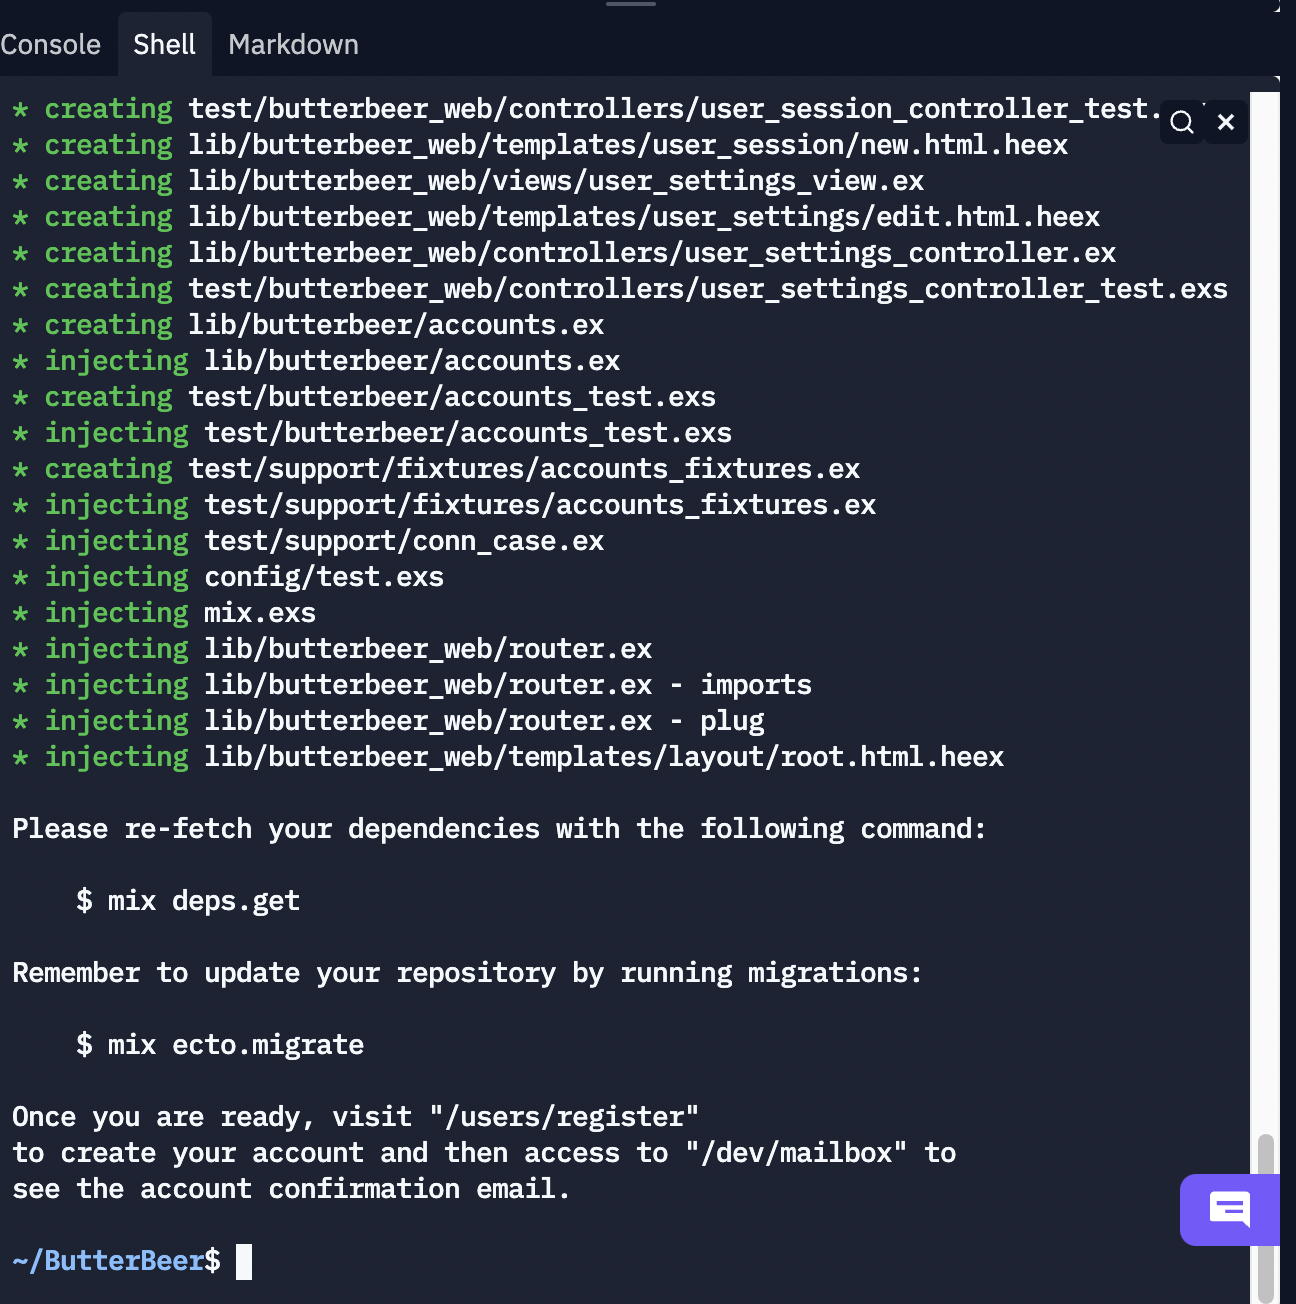 Console Shell Markdown
* creating test/butterbeer_web/controllers/user_session_controller_test.
* creating lib/butterbeer_web/templates/user_session/new.html.heex
* creating lib/butterbeer_web/views/user_settings_view.ex
* creating lib/butterbeer_web/templates/user_settings/edit.html.heex
* creating lib/butterbeer_web/controllers/user_settings_controller.ex
* creating test/butterbeer_web/controllers/user_settings_controller_test.exs
* creating lib/butterbeer/accounts.ex
* injecting lib/butterbeer/accounts.ex
* creating test/butterbeer/accounts_test.exs
* injecting test/butterbeer/accounts_test.exs
* creating test/support/fixtures/accounts_fixtures.ex
* injecting test/support/fixtures/accounts_fixtures.ex
* injecting test/support/conn_case.ex
* injecting config/test.exs
* injecting mix.exs
* injecting lib/butterbeer_web/router.ex
* injecting lib/butterbeer_web/router.ex - imports
* injecting lib/butterbeer_web/router.ex - plug
* injecting lib/butterbeer_web/templates/layout/root.html.heex
Please re-fetch your dependencies with the following command:
$ mix deps.get
Remember to update your repository by running migrations:
$ mix ecto.migrate
Once you are ready, visit "/users/register"
to create your account and then access to "/dev/mailbox" to
see the account confirmation email.
~/ButterBeer$